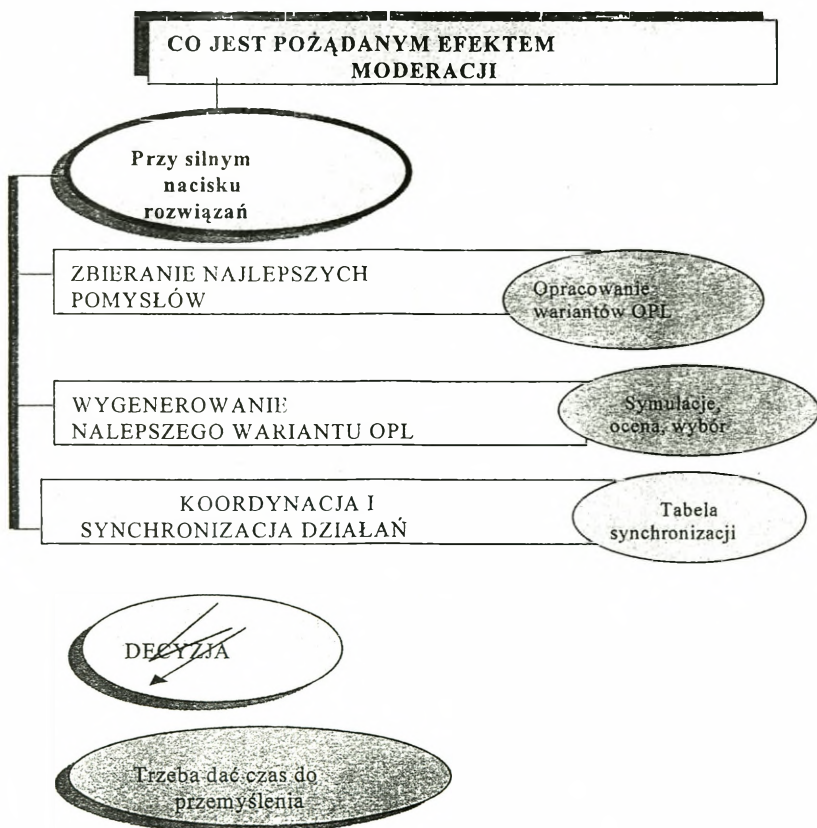 CO JEST POŻĄDANYM EFEKTEM
MODERACJI
Przy silnym
nacisku
rozwiązań
ZBIERANIE NAJLEPSZYCH
POMYSŁÓW
Opracowanie
wariantów OPL
WYGENEROWANIE
NALEPSZEGO WARIANTU OPL
Symulacje,
ocena, wybór
KOORDYNACJA I
SYNCHRONIZACJA DZIAŁAŃ
Tabela
synchronizacji
DECYZJA
Trzeba dać czas do
przemyślenia